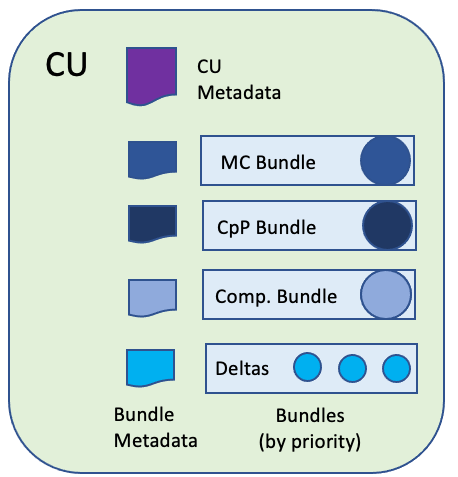 CU
CU
Metadata
MC Bundle
CpP Bundle
Comp. Bundle
Deltas
Bundle
Metadata
Bundles
(by priority)